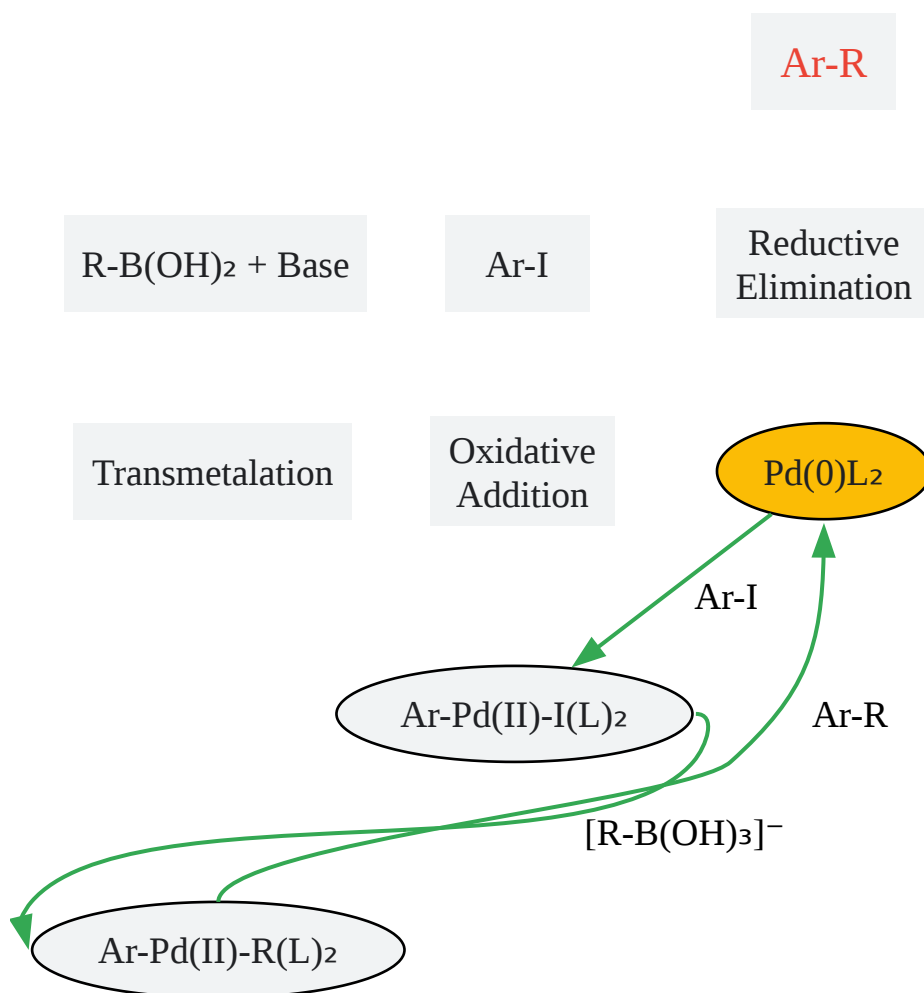 Ar-R
R-B(OH)₂ + Base
Ar-I
Reductive
Elimination
Transmetalation
Oxidative
Addition
Pd(0)L₂
Ar-I
Ar-Pd(II)-I(L)₂
Ar-R
[R-B(OH)₃]⁻
Ar-Pd(II)-R(L)₂